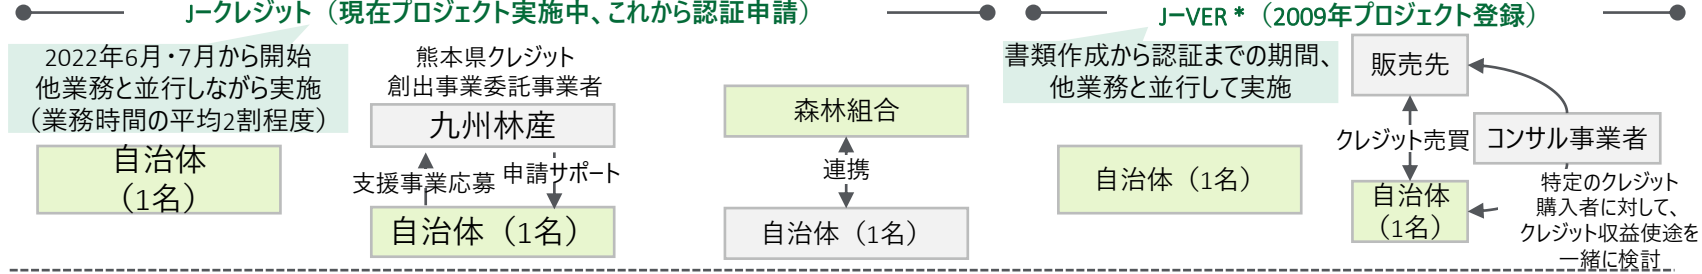 J-クレジット（現在プロジェクト実施中、これから認証申請）
2022年6月・7月から開始
他業務と並行しながら実施
（業務時間の平均2割程度）
自治体
（1名）
熊本県クレジット
創出事業委託事業者
九州林産
支援事業応募
申請サポート
自治体（1名）
森林組合
連携
自治体（1名）
J-VER *（2009年プロジェクト登録）
書類作成から認証までの期間、
他業務と並行して実施
自治体（1名）
販売先
クレジット売買
コンサル事業者
自治体
（1名）
特定のクレジット
購入者に対して、
クレジット収益使途を
一緒に検討